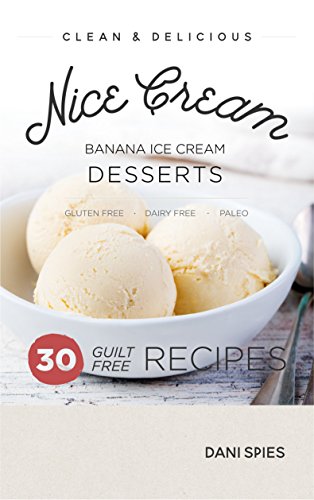 CLEAN & DELICIOUS
Nice Cream
BANANA ICE CREAM
DESSERTS
GLUTEN FREE · DAIRY FREE · PALEO
30 GUILT FREE RECIPES
DANI SPIES